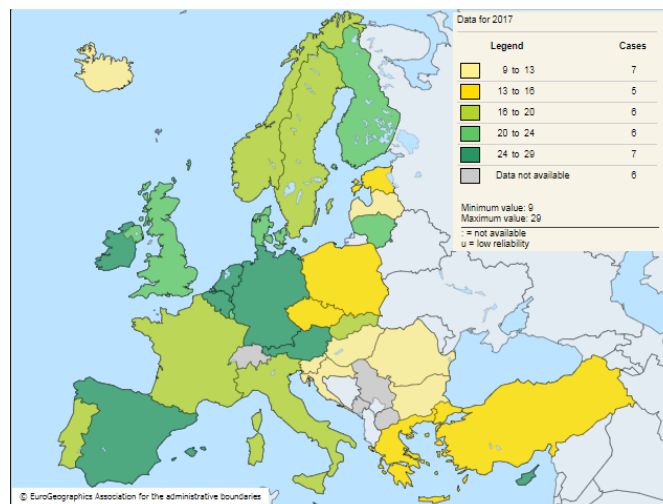 Data for 2017
Legend Cases
9 to 13 7
13 to 16 5
16 to 20 6
20 to 24 6
24 to 29 7
Data not available 6
Minimum value: 9
Maximum value: 29
: = not available
u = low reliability
© EuroGeographics Association for the administrative boundaries